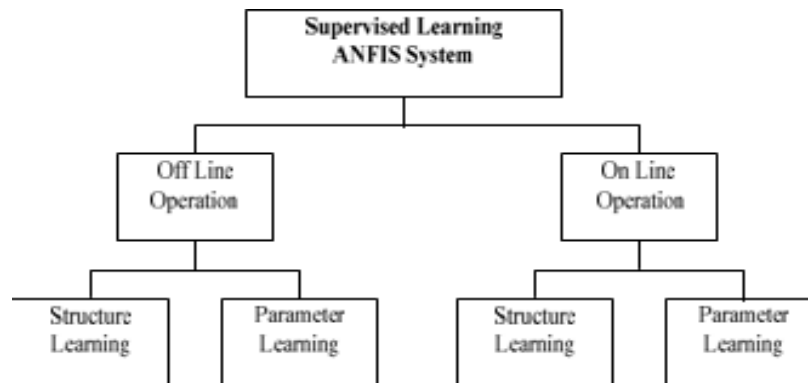 Supervised Learning
ANFIS System
Off Line
Operation
On Line
Operation
Structure
Learning
Parameter
Learning
Structure
Learning
Parameter
Learning